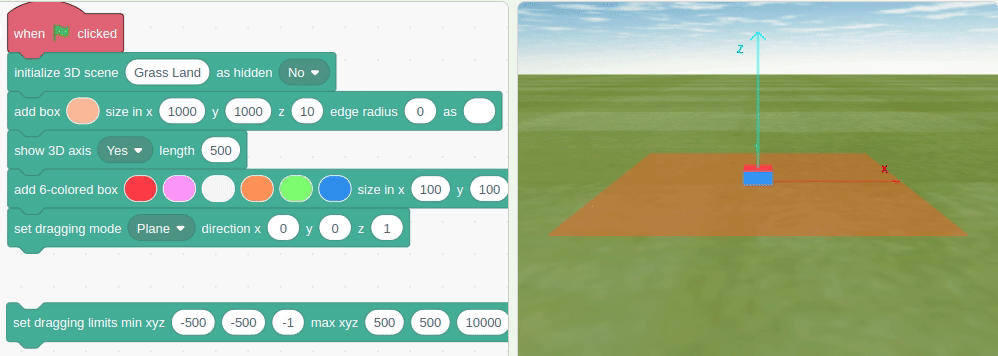 when clicked
initialize 3D scene Grass Land as hidden No
add box size in x 1000 y 1000 z 10 edge radius 0 as
show 3D axis Yes length 500
add 6-colored box size in x 100 y 100
set dragging mode Plane direction x 0 y 0 z 1
set dragging limits min xyz -500 -500 -1 max xyz 500 500 10000
Z
X